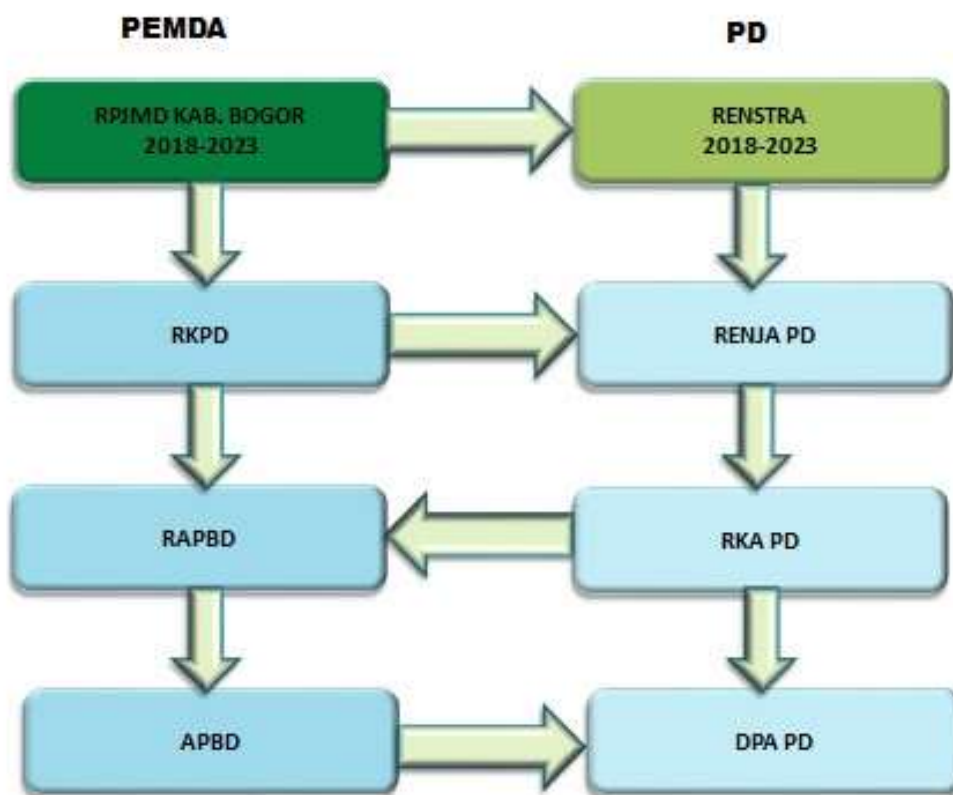 PEMDA
PD
RPJMD KAB. BOGOR
2018-2023
RENSTRA
2018-2023
RKPD
RENJA PD
RAPBD
RKA PD
APBD
DPA PD